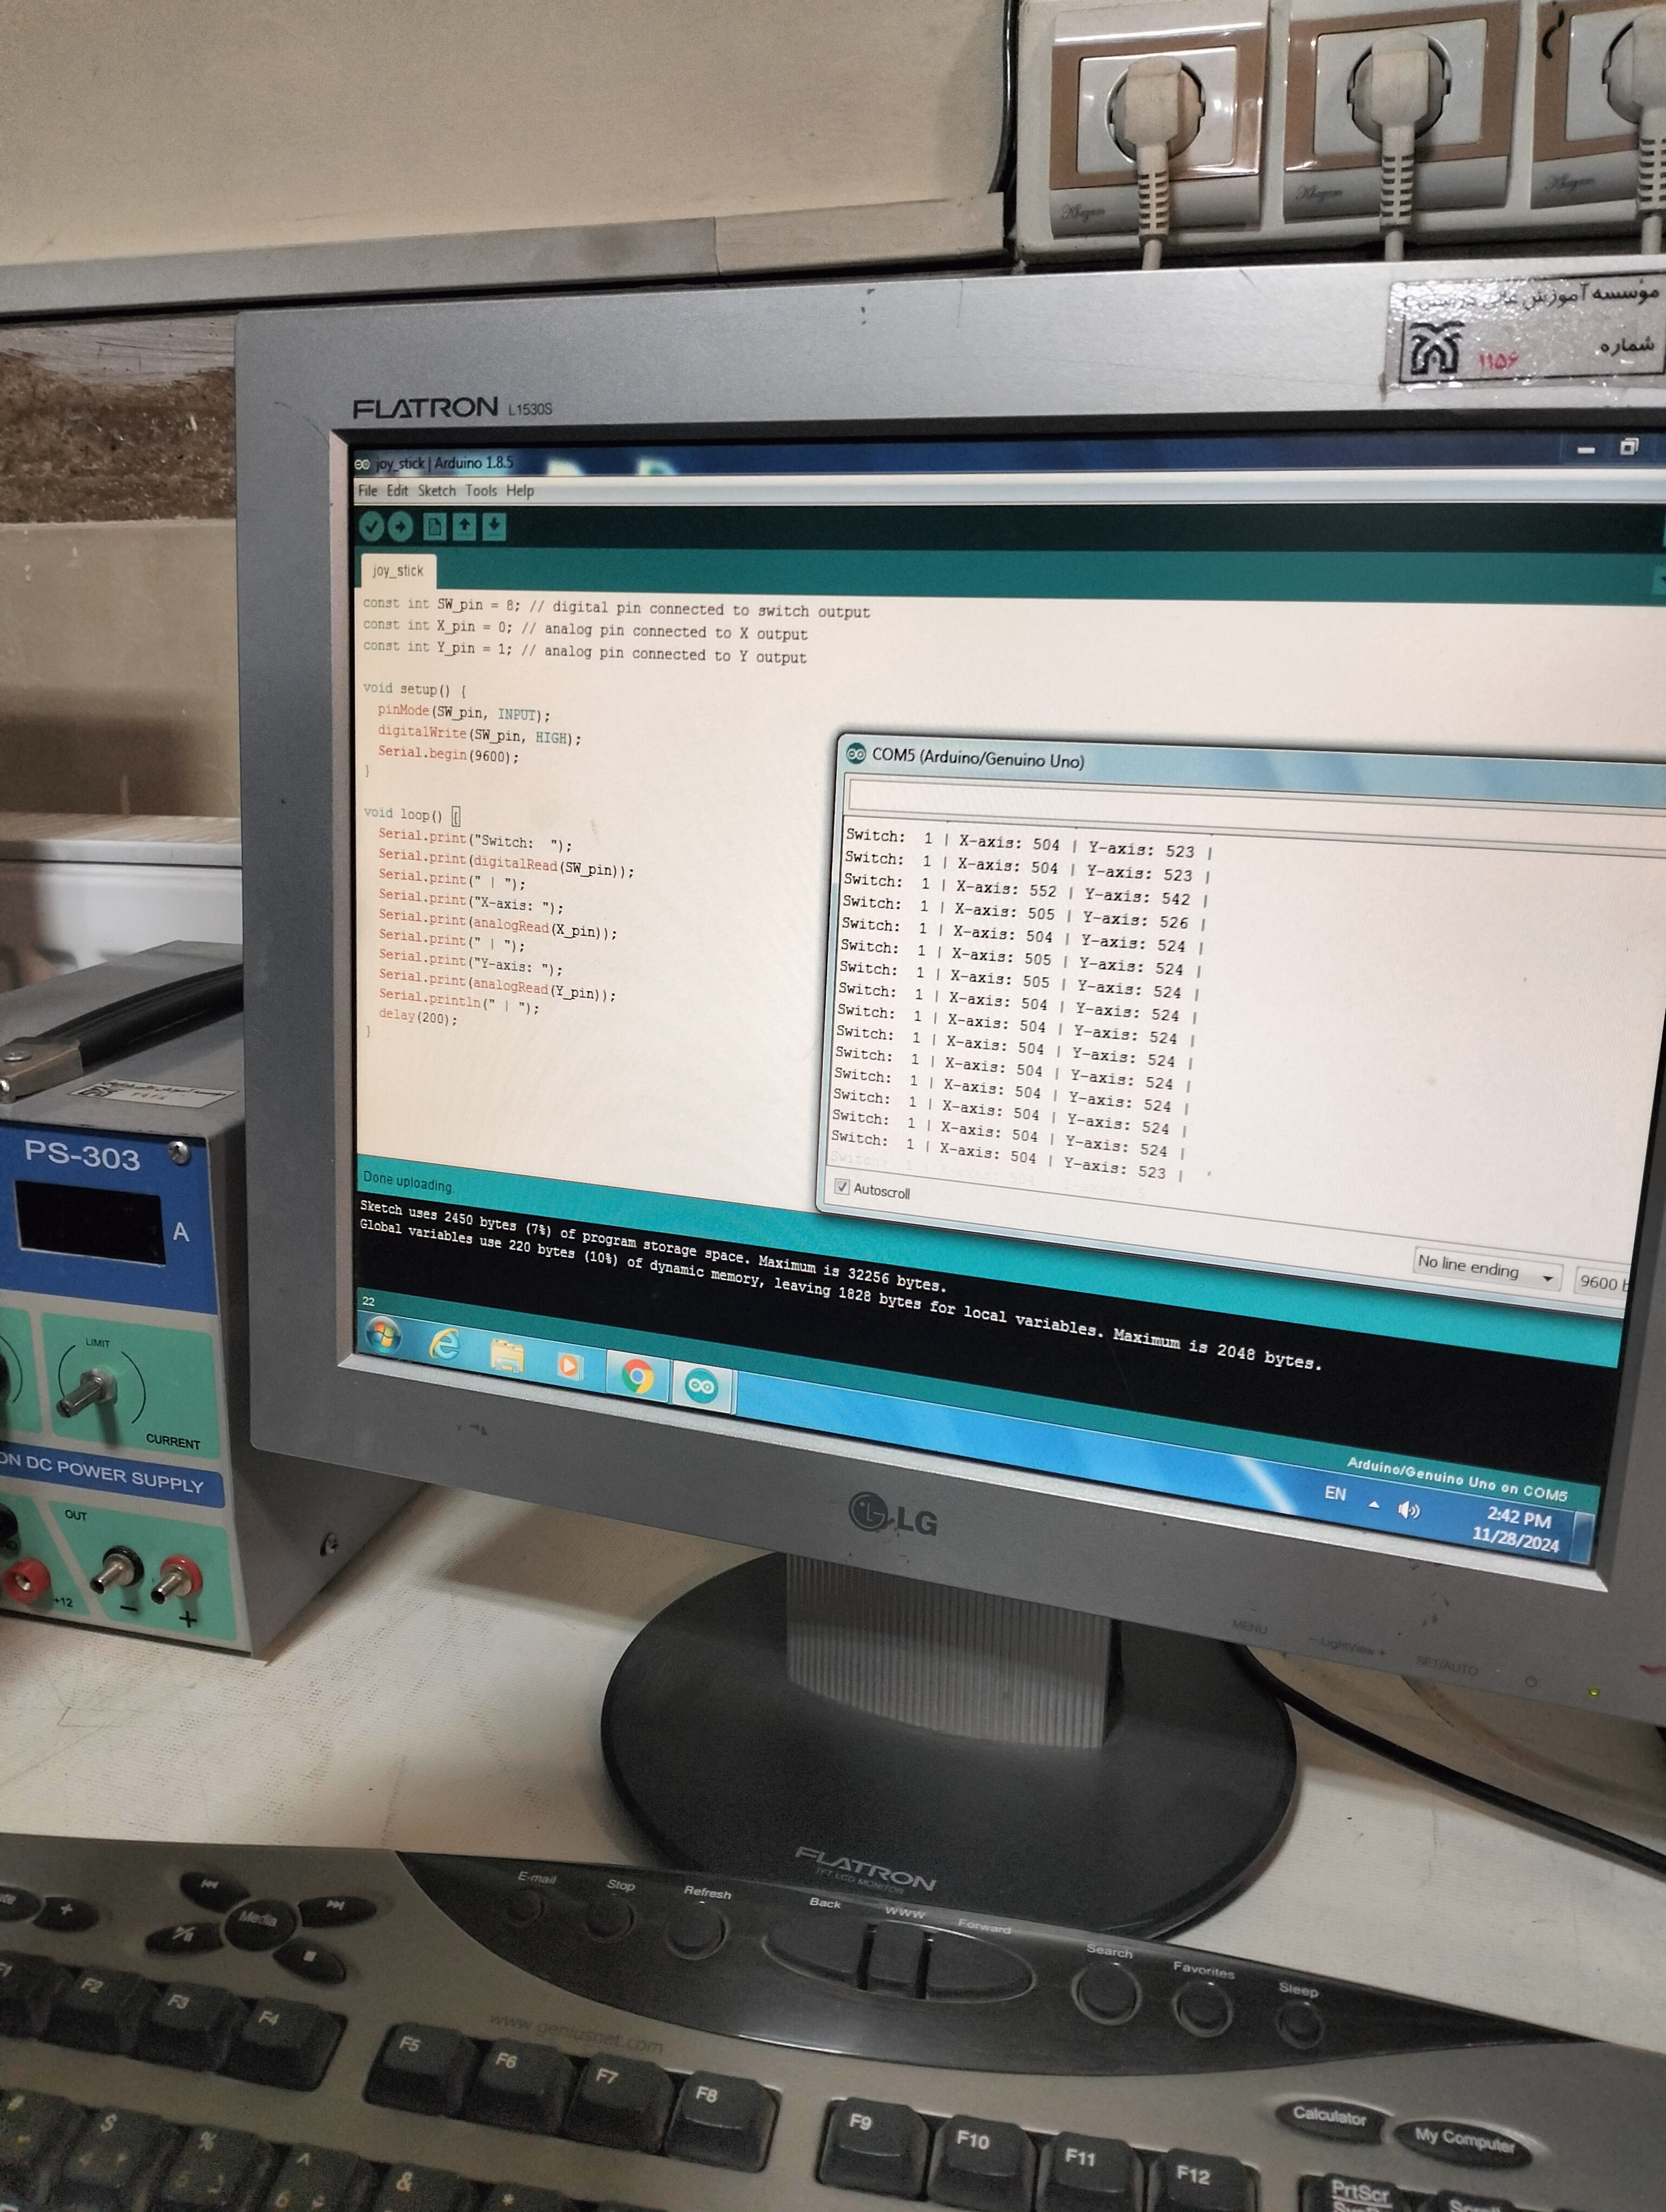 Khayam
Khayam
Khayam
مؤسسه آموزش عالی
شماره
۱۱۵۶
FLATRON L1530S
joy_stick | Arduino 1.8.5
File Edit Sketch Tools Help
joy_stick
const int SW_pin = 8; // digital pin connected to switch output
const int X_pin = 0; // analog pin connected to X output
const int Y_pin = 1; // analog pin connected to Y output
void setup() {
pinMode(SW_pin, INPUT);
digitalWrite(SW_pin, HIGH);
Serial.begin(9600);
}
void loop() {
Serial.print("Switch:  ");
Serial.print(digitalRead(SW_pin));
Serial.print(" | ");
Serial.print("X-axis: ");
Serial.print(analogRead(X_pin));
Serial.print(" | ");
Serial.print("Y-axis: ");
Serial.print(analogRead(Y_pin));
Serial.println(" | ");
delay(200);
}
COM5 (Arduino/Genuino Uno)
Switch:  1 | X-axis: 504 | Y-axis: 523 |
Switch:  1 | X-axis: 504 | Y-axis: 523 |
Switch:  1 | X-axis: 552 | Y-axis: 542 |
Switch:  1 | X-axis: 505 | Y-axis: 526 |
Switch:  1 | X-axis: 504 | Y-axis: 524 |
Switch:  1 | X-axis: 505 | Y-axis: 524 |
Switch:  1 | X-axis: 505 | Y-axis: 524 |
Switch:  1 | X-axis: 504 | Y-axis: 524 |
Switch:  1 | X-axis: 504 | Y-axis: 524 |
Switch:  1 | X-axis: 504 | Y-axis: 524 |
Switch:  1 | X-axis: 504 | Y-axis: 524 |
Switch:  1 | X-axis: 504 | Y-axis: 524 |
Switch:  1 | X-axis: 504 | Y-axis: 524 |
Switch:  1 | X-axis: 504 | Y-axis: 524 |
Switch:  1 | X-axis: 504 | Y-axis: 523 |
Autoscroll
No line ending
9600
Done uploading.
Sketch uses 2450 bytes (7%) of program storage space. Maximum is 32256 bytes.
Global variables use 220 bytes (10%) of dynamic memory, leaving 1828 bytes for local variables. Maximum is 2048 bytes.
22
Arduino/Genuino Uno on COM5
EN
2:42 PM
11/28/2024
LG
MENU
- LightView +
SET/AUTO
PS-303
A
LIMIT
CURRENT
ON DC POWER SUPPLY
OUT
+12
-
+
FLATRON
TFT LCD MONITOR
E-mail
Stop
Refresh
Back
WWW
Forward
Search
Favorites
Sleep
Media
www.geniusnet.com
F1
F2
F3
F4
F5
F6
F7
F8
F9
F10
F11
F12
Calculator
My Computer
PrtScr
Scroll
#
$
4
%
5
^
6
&
*